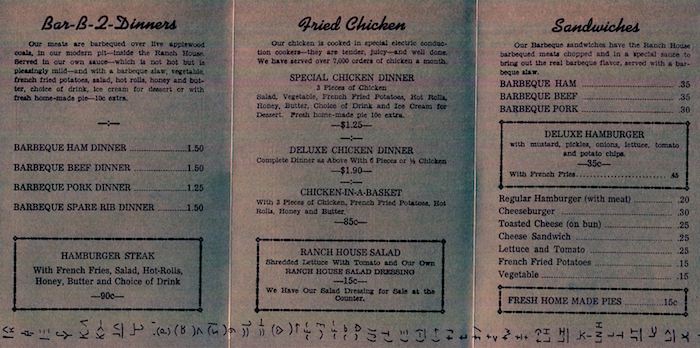 Bar-B-Q-Dinners
Our meats are barbequed over live applewood
coals, in our modern pit—inside the Ranch House.
Served in our own sauce—which is not hot but is
pleasingly mild—and with a barbeque slaw, vegetable,
french fried potatoes, salad, hot rolls, honey and but-
ter, choice of drink, ice cream for dessert or with
fresh home-made pie—10c extra.
BARBEQUE HAM DINNER 1.50
BARBEQUE BEEF DINNER 1.50
BARBEQUE PORK DINNER 1.25
BARBEQUE SPARE RIB DINNER 1.50
HAMBURGER STEAK
With French Fries, Salad, Hot-Rolls,
Honey, Butter and Choice of Drink
—90c—
Fried Chicken
Our chicken is cooked in special electric conduc-
tion cookers—they are tender, juicy—and well done.
We have served over 7,000 orders of chicken a month.
SPECIAL CHICKEN DINNER
3 Pieces of Chicken
Salad, Vegetable, French Fried Potatoes, Hot Rolls,
Honey, Butter, Choice of Drink and Ice Cream for
Dessert. Fresh home-made pie 10c extra.
—$1.25—
DELUXE CHICKEN DINNER
Complete Dinner as Above With 6 Pieces or ½ Chicken
—$1.90—
CHICKEN-IN-A-BASKET
With 3 Pieces of Chicken, French Fried Potatoes, Hot
Rolls, Honey and Butter.
—85c—
RANCH HOUSE SALAD
Shredded Lettuce With Tomato and Our Own
RANCH HOUSE SALAD DRESSING
—15c—
We Have Our Salad Dressing for Sale at the
Counter.
Sandwiches
Our Barbeque sandwiches have the Ranch House
barbequed meats chopped and in a special sauce to
bring out the real barbeque flavor, served with a bar-
beque slaw.
BARBEQUE HAM .35
BARBEQUE BEEF .35
BARBEQUE PORK .30
DELUXE HAMBURGER
with mustard, pickles, onions, lettuce, tomato
and potato chips.
—35c—
With French Fries 45
Regular Hamburger (with meat) .20
Cheeseburger .30
Toasted Cheese (on bun) .25
Cheese Sandwich .25
Lettuce and Tomato .25
French Fried Potatoes .15
Vegetable .15
FRESH HOME MADE PIES 15c